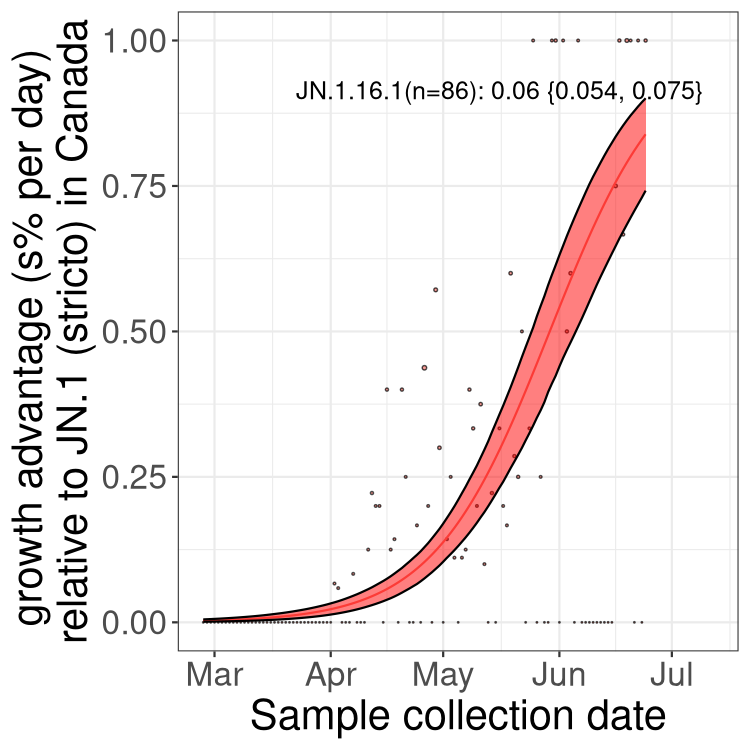 growth advantage (s% per day)
relative to JN.1 (stricto) in Canada
1.00
0.75
0.50
0.25
0.00
JN.1.16.1(n=86): 0.06 {0.054, 0.075}
Mar Apr May Jun Jul
Sample collection date